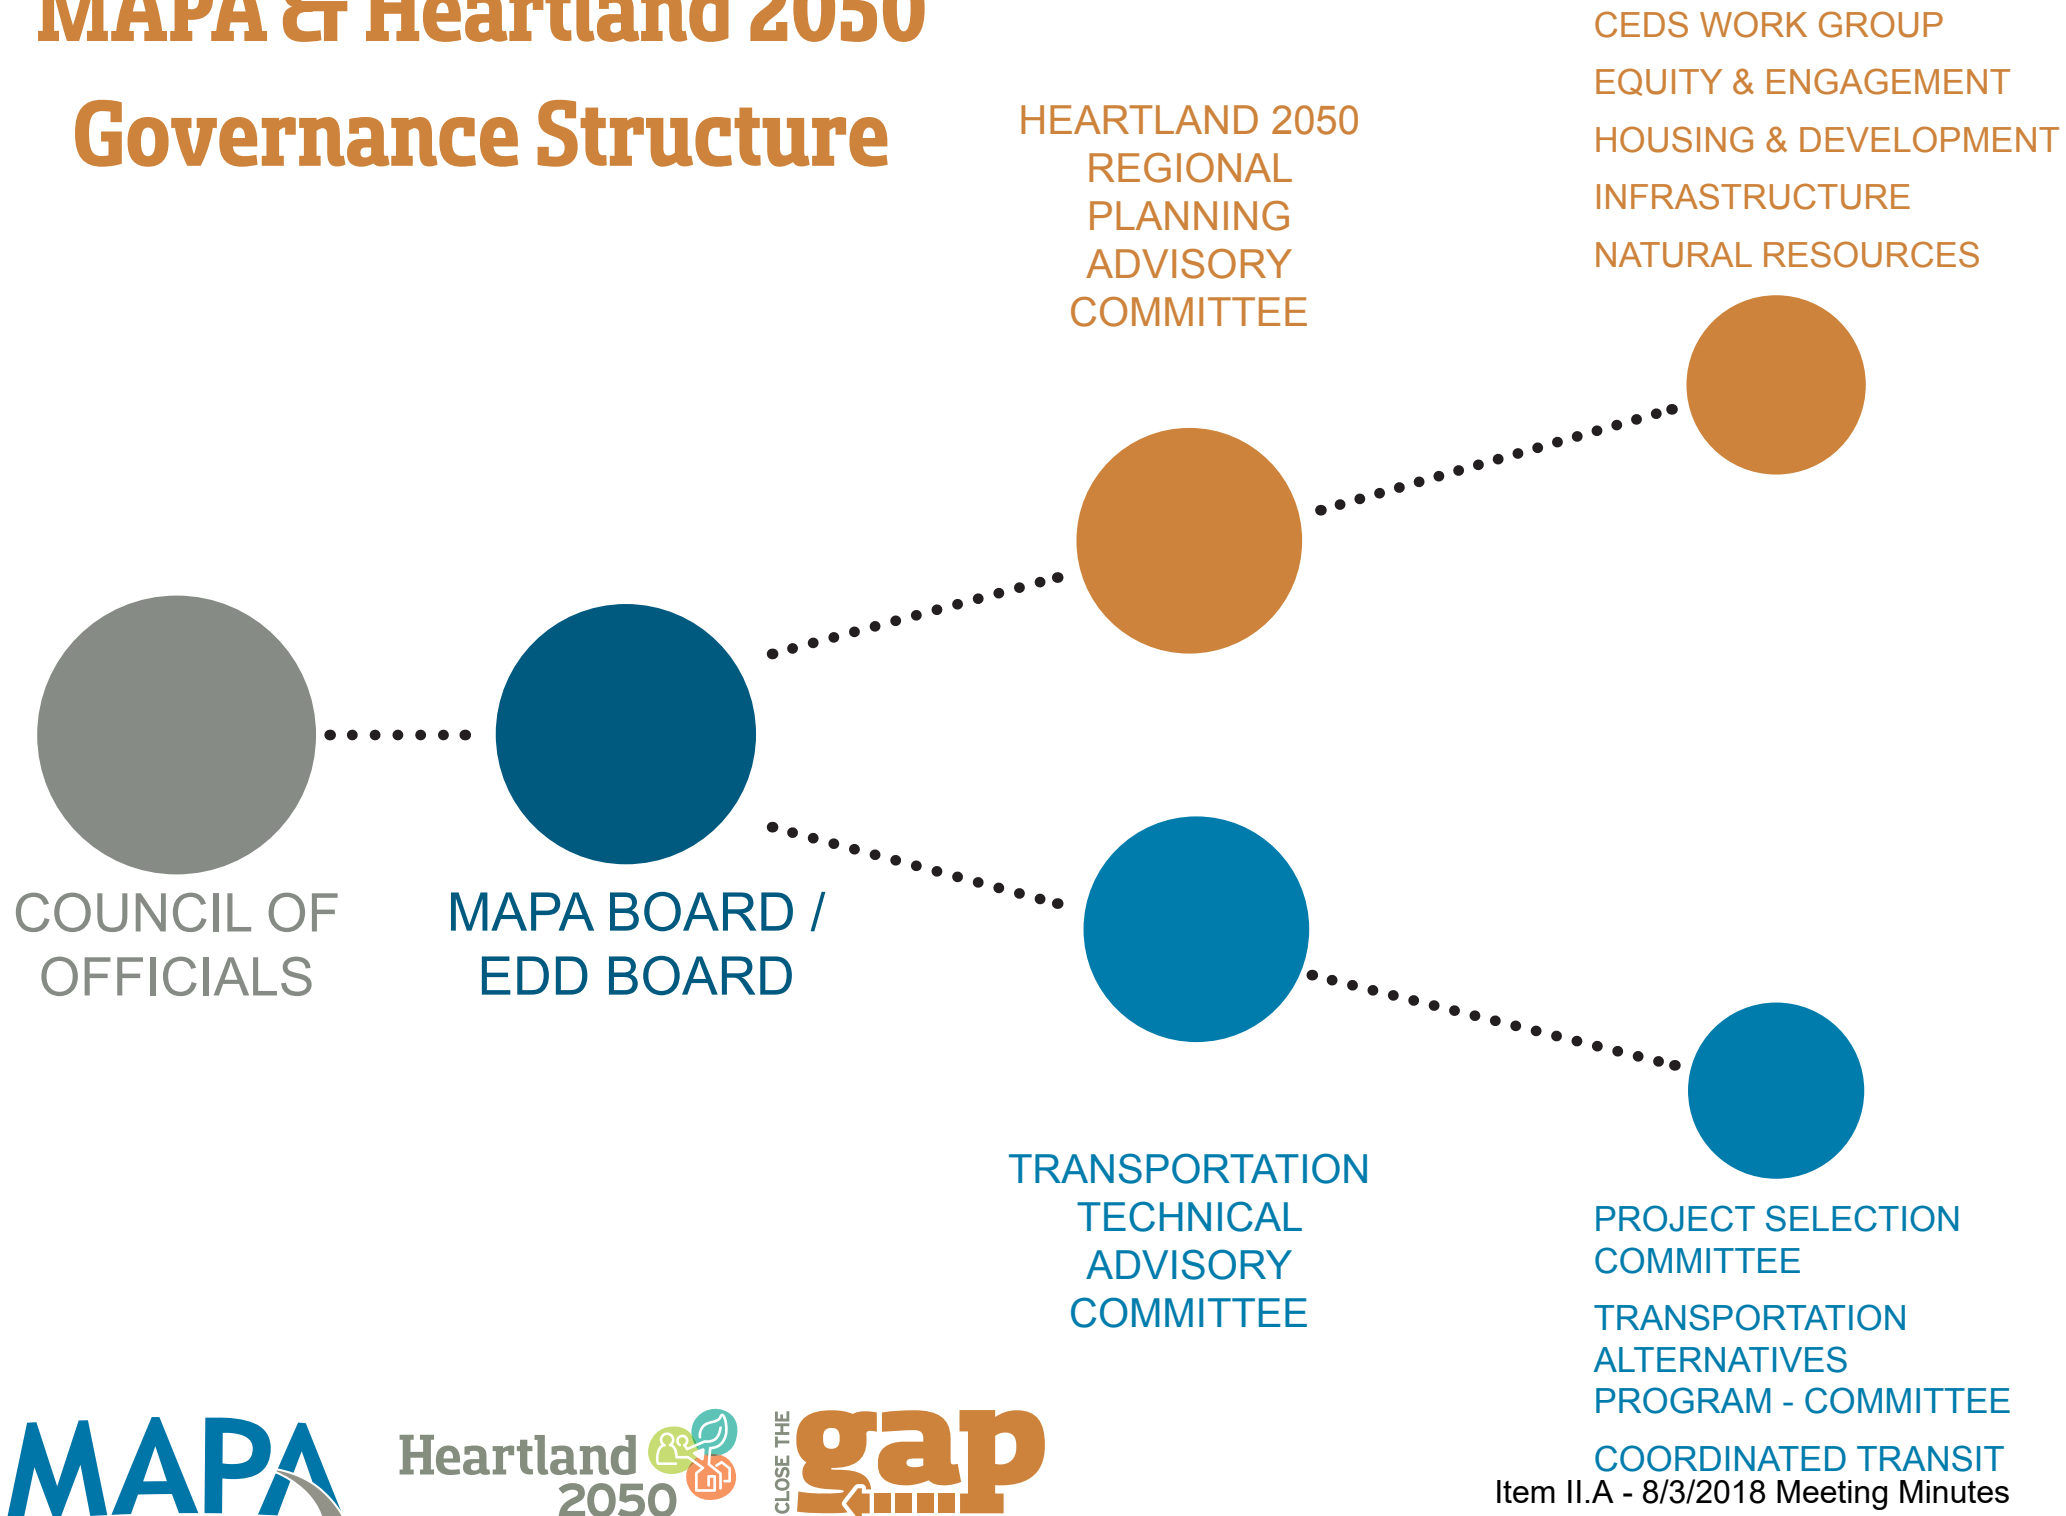 MAPA & Heartland 2050
Governance Structure
HEARTLAND 2050
REGIONAL
PLANNING
ADVISORY
COMMITTEE
CEDS WORK GROUP
EQUITY & ENGAGEMENT
HOUSING & DEVELOPMENT
INFRASTRUCTURE
NATURAL RESOURCES
COUNCIL OF
OFFICIALS
MAPA BOARD /
EDD BOARD
TRANSPORTATION
TECHNICAL
ADVISORY
COMMITTEE
PROJECT SELECTION
COMMITTEE
TRANSPORTATION
ALTERNATIVES
PROGRAM - COMMITTEE
COORDINATED TRANSIT
MAPA
Heartland
2050
CLOSE THE
gap
Item II.A - 8/3/2018 Meeting Minutes